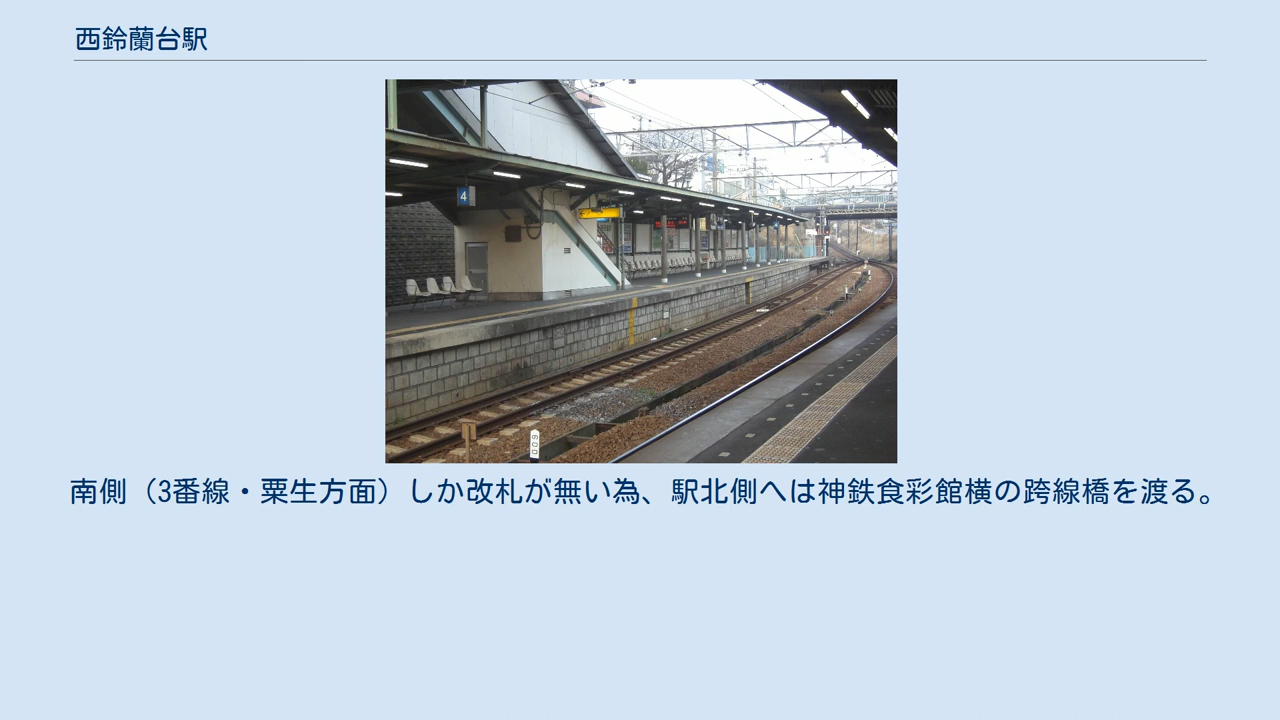 西鈴蘭台駅
4
009
南側（3番線・粟生方面）しか改札が無い為、駅北側へは神鉄食彩館横の跨線橋を渡る。